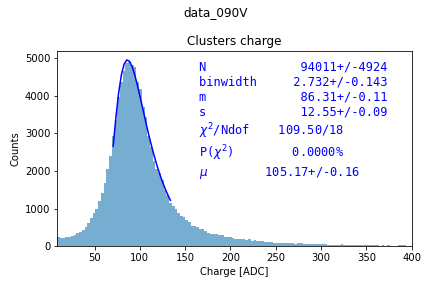 data_090V
Clusters charge
N 94011+/-4924
binwidth 2.732+/-0.143
m 86.31+/-0.11
s 12.55+/-0.09
χ²/Ndof 109.50/18
P(χ²) 0.0000%
μ 105.17+/-0.16
5000
4000
3000
2000
1000
0
Counts
50 100 150 200 250 300 350 400
Charge [ADC]